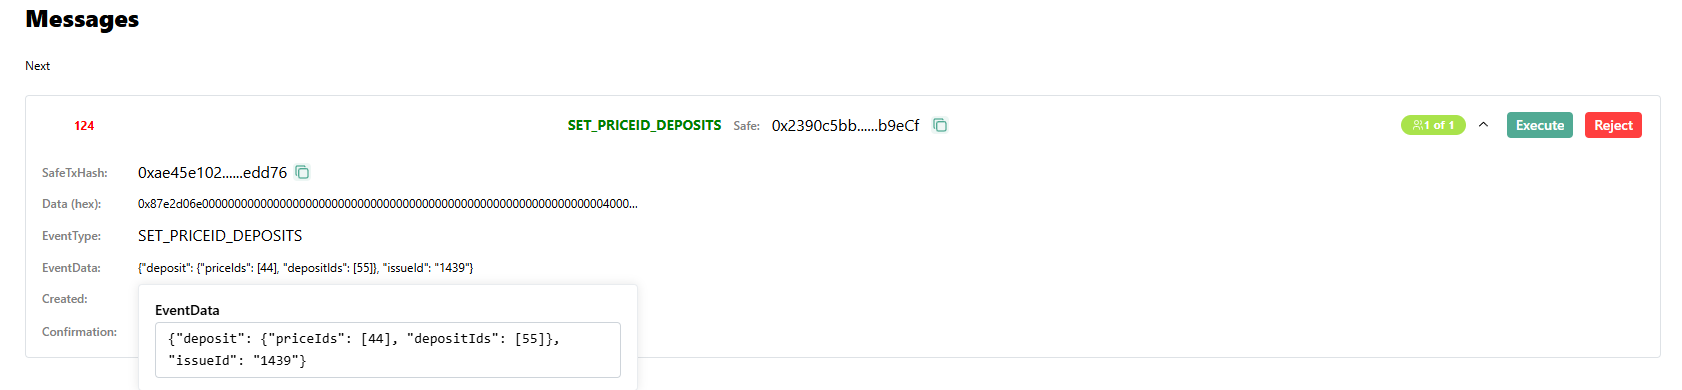 Messages
Next
124 SET_PRICEID_DEPOSITS Safe: 0x2390c5bb......b9eCf 1 of 1 Execute Reject
SafeTxHash: 0xae45e102......edd76
Data (hex): 0x87e2d06e00000000000000000000000000000000000000000000000000000000000004000...
EventType: SET_PRICEID_DEPOSITS
EventData: {"deposit": {"priceIds": [44], "depositIds": [55]}, "issueId": "1439"}
Created:
EventData
Confirmation:
{"deposit": {"priceIds": [44], "depositIds": [55]},
"issueId": "1439"}